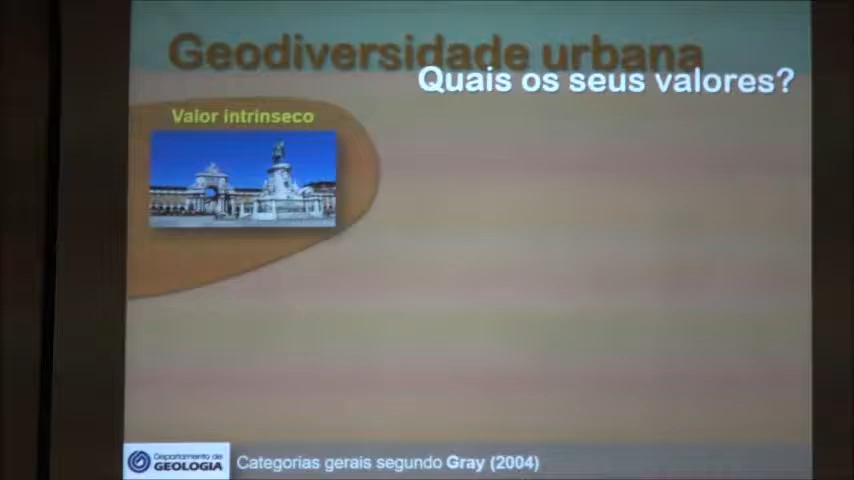 Geodiversidade urbana
Quais os seus valores?
Valor intrínseco
Departamento de
GEOLOGIA
Categorias gerais segundo Gray (2004)